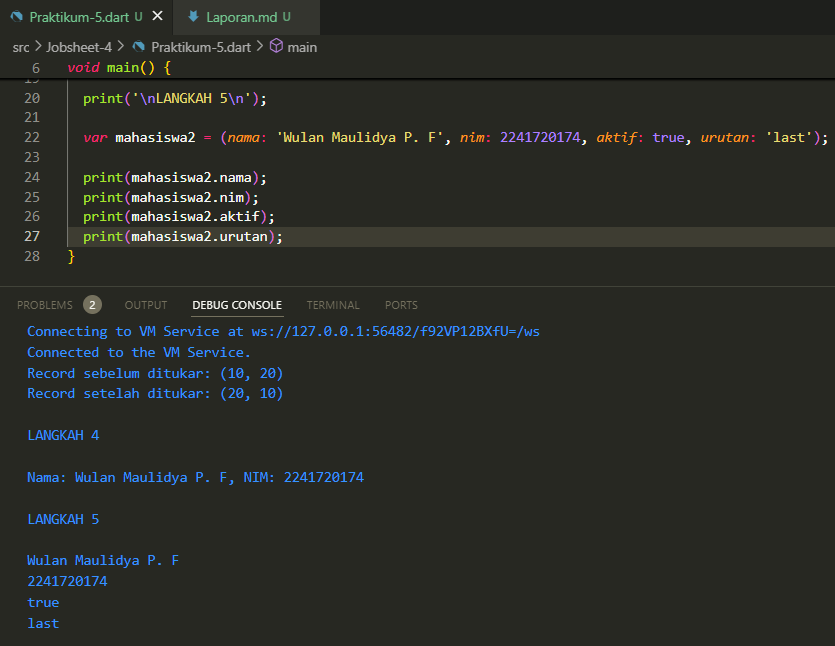 Praktikum-5.dart U × Laporan.md U
src > Jobsheet-4 > Praktikum-5.dart > main
6 void main() {
19
20 print('\nLANGKAH 5\n');
21
22 var mahasiswa2 = (nama: 'Wulan Maulidya P. F', nim: 2241720174, aktif: true, urutan: 'last');
23
24 print(mahasiswa2.nama);
25 print(mahasiswa2.nim);
26 print(mahasiswa2.aktif);
27 print(mahasiswa2.urutan);
28 }
PROBLEMS 2 OUTPUT DEBUG CONSOLE TERMINAL PORTS
Connecting to VM Service at ws://127.0.0.1:56482/f92VP12BXfU=/ws
Connected to the VM Service.
Record sebelum ditukar: (10, 20)
Record setelah ditukar: (20, 10)
LANGKAH 4
Nama: Wulan Maulidya P. F, NIM: 2241720174
LANGKAH 5
Wulan Maulidya P. F
2241720174
true
last